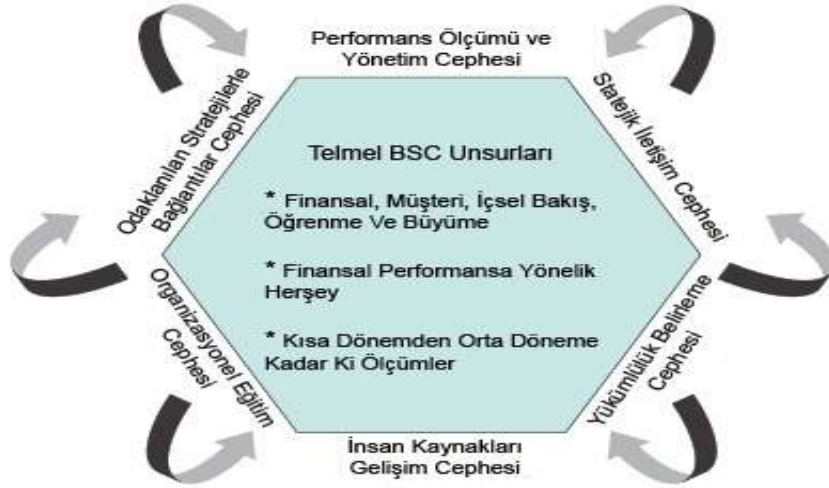 Performans Ölçümü ve
Yönetim Cephesi
Odaklanılan Stratejilerle
Bağlantılar Cephesi
Statejik İletişim Cephesi
Telmel BSC Unsurları
* Finansal, Müşteri, İçsel Bakış,
Öğrenme Ve Büyüme
* Finansal Performansa Yönelik
Herşey
* Kısa Dönemden Orta Döneme
Kadar Ki Ölçümler
Organizasyonel Eğitim
Cephesi
Yükümlülük Belirleme
Cephesi
İnsan Kaynakları
Gelişim Cephesi